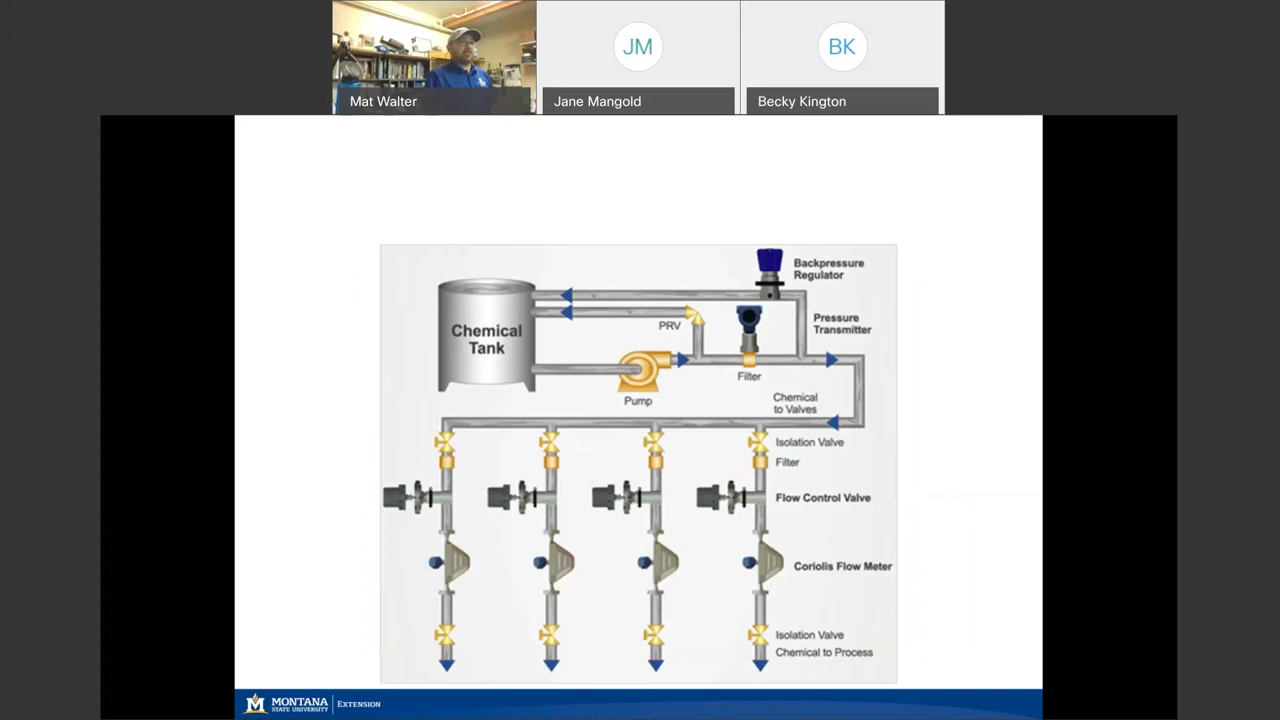 JM
BK
Mat Walter
Jane Mangold
Becky Kington
Backpressure
Regulator
Chemical
Tank
PRV
Pressure
Transmitter
Filter
Pump
Chemical
to Valves
Isolation Valve
Filter
Flow Control Valve
Coriolis Flow Meter
Isolation Valve
Chemical to Process
M
MONTANA
STATE UNIVERSITY
EXTENSION